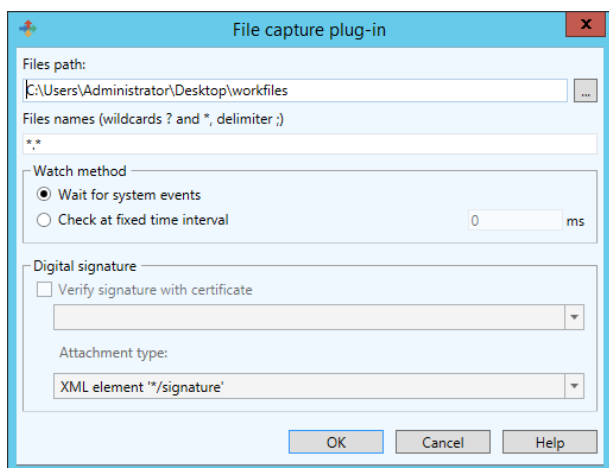 File capture plug-in
x
Files path:
C:\Users\Administrator\Desktop\workfiles
...
Files names (wildcards ? and *, delimiter ;)
*.*
Watch method
Wait for system events
Check at fixed time interval 0 ms
Digital signature
Verify signature with certificate
Attachment type:
XML element '*/signature'
OK Cancel Help